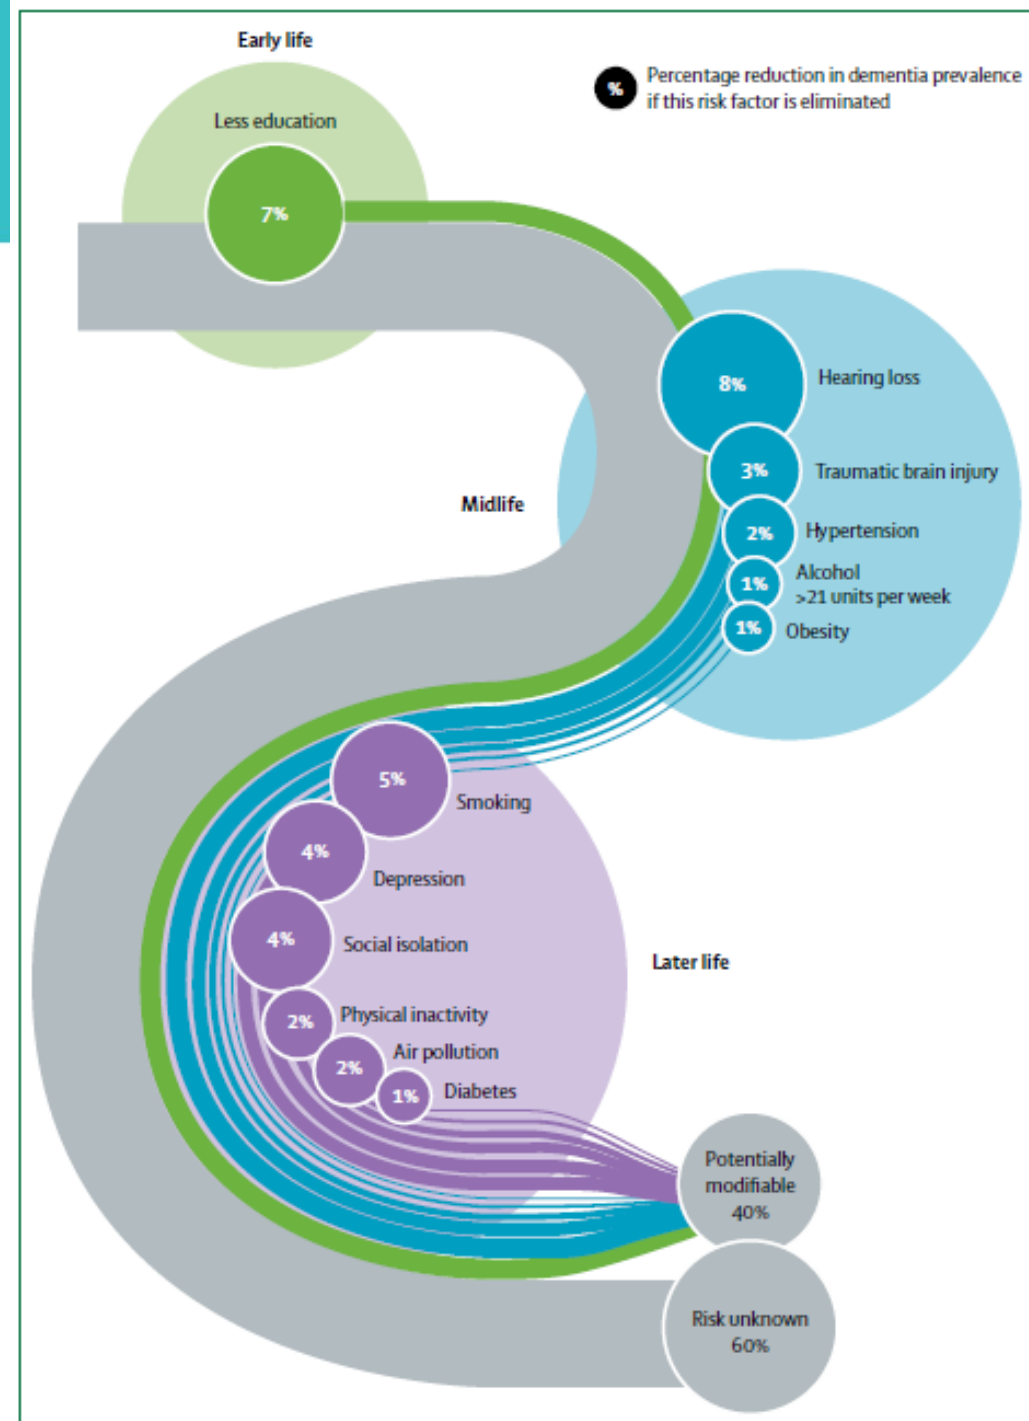 Early life
Percentage reduction in dementia prevalence
if this risk factor is eliminated
%
Less education
7%
8%
Hearing loss
3%
Traumatic brain injury
Midlife
2%
Hypertension
1%
Alcohol
>21 units per week
1%
Obesity
5%
Smoking
4%
Depression
4%
Social isolation
Later life
2%
Physical inactivity
2%
Air pollution
1%
Diabetes
Potentially
modifiable
40%
Risk unknown
60%